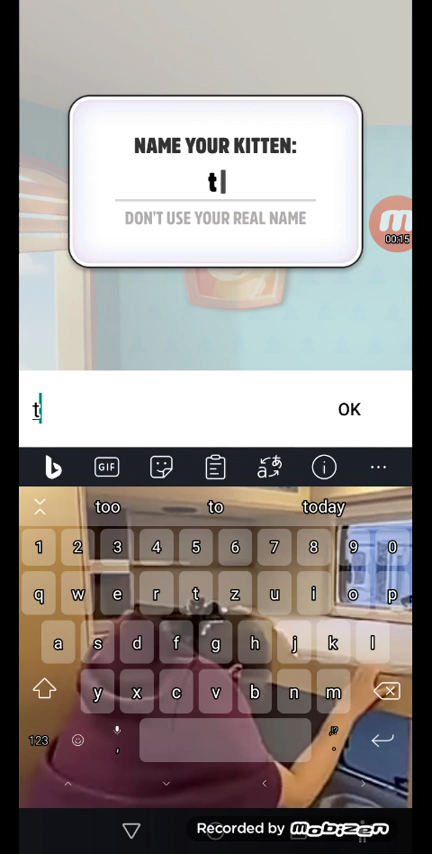 NAME YOUR KITTEN:
t
DON'T USE YOUR REAL NAME
m
00:15
t
OK
GIF
too to today
1 2 3 4 5 6 7 8 9 0
q w e r t z u i o p
a s d f g h j k l
y x c v b n m
123 , .
Recorded by mobizen